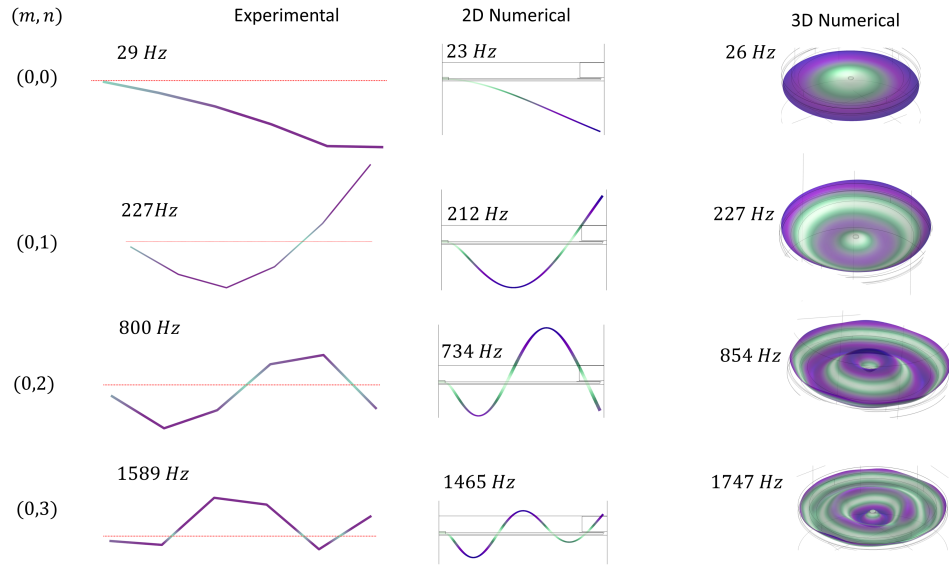 (m, n) Experimental 2D Numerical 3D Numerical
29 Hz 23 Hz 26 Hz
(0,0)
227Hz 212 Hz 227 Hz
(0,1)
800 Hz 734 Hz 854 Hz
(0,2)
1589 Hz 1465 Hz 1747 Hz
(0,3)